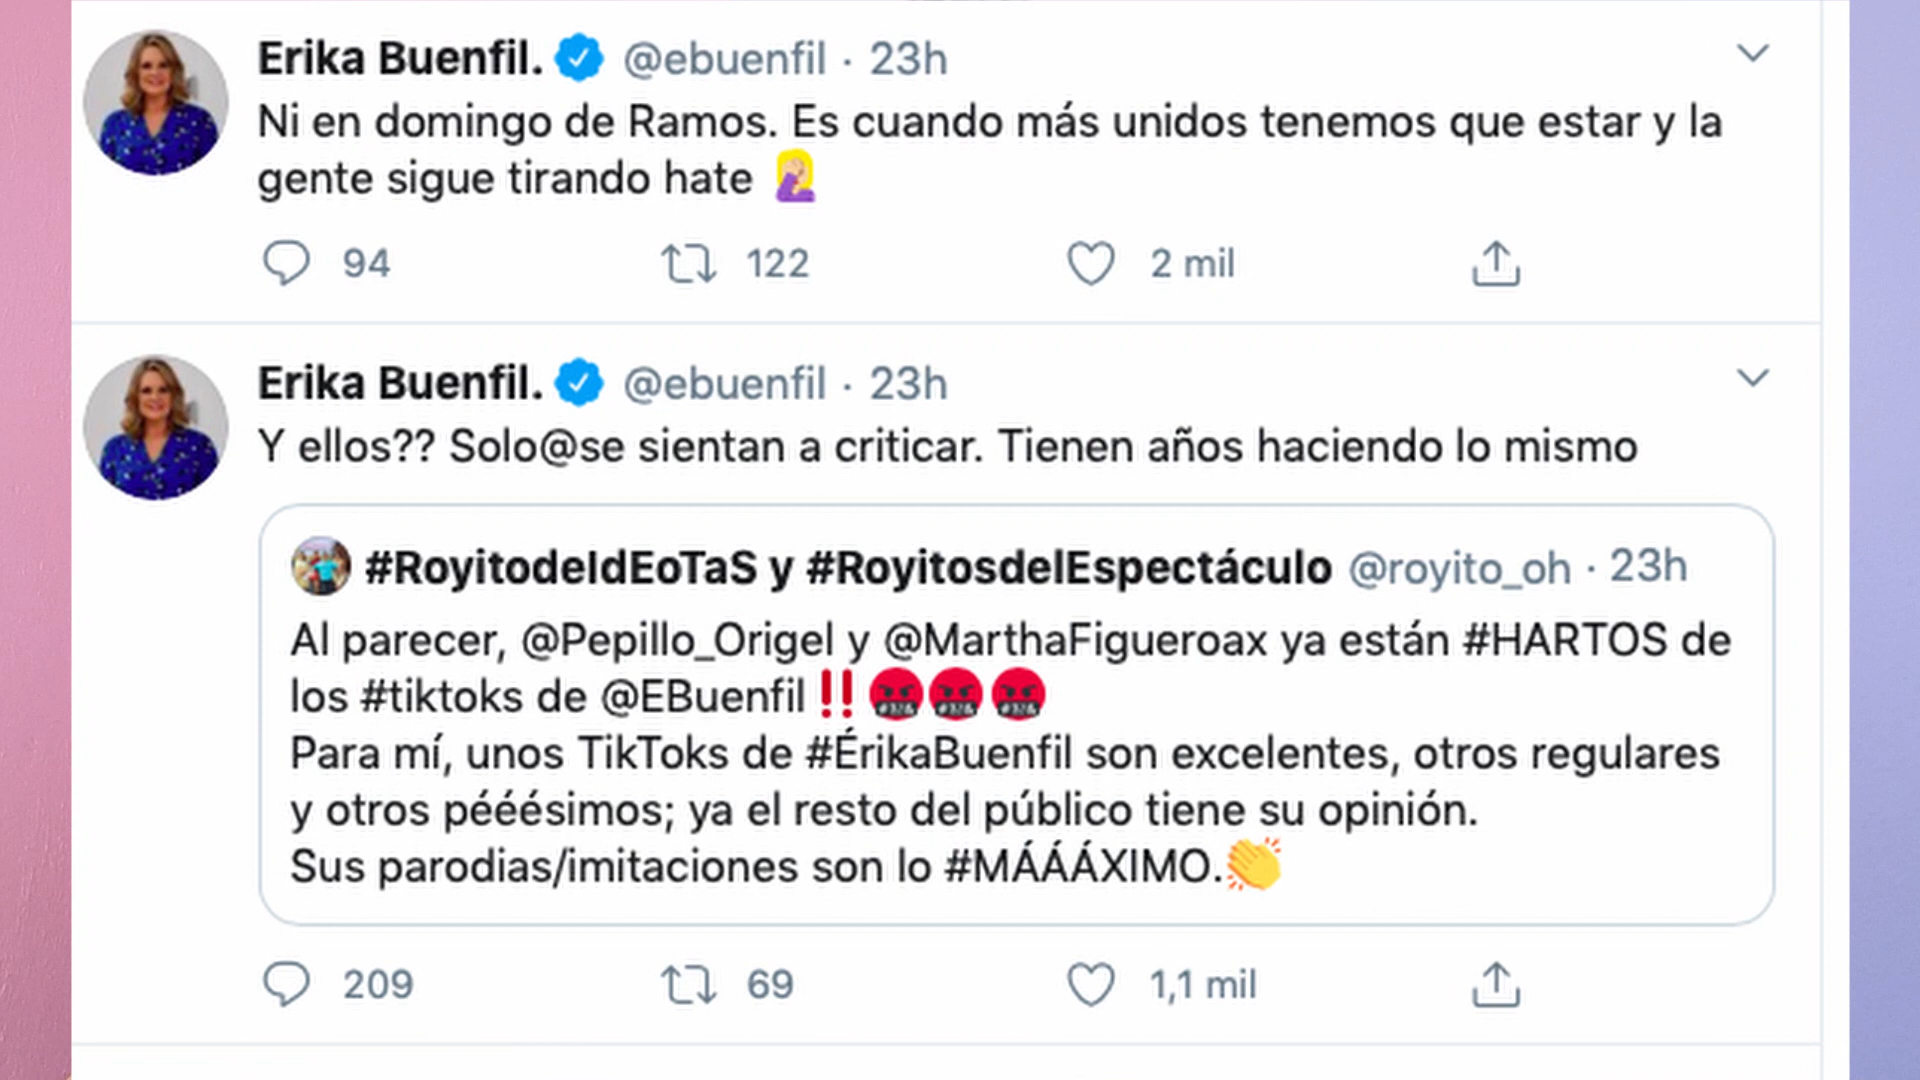 Erika Buenfil. @ebuenfil · 23h
Ni en domingo de Ramos. Es cuando más unidos tenemos que estar y la
gente sigue tirando hate 🤦🏼‍♀️
94 122 2 mil
Erika Buenfil. @ebuenfil · 23h
Y ellos?? Solo@se sientan a criticar. Tienen años haciendo lo mismo
#RoyitodeIdEoTaS y #RoyitosdelEspectáculo @royito_oh · 23h
Al parecer, @Pepillo_Origel y @MarthaFigueroax ya están #HARTOS de
los #tiktoks de @EBuenfil‼️🤬🤬🤬
Para mí, unos TikToks de #ÉrikaBuenfil son excelentes, otros regulares
y otros pééésimos; ya el resto del público tiene su opinión.
Sus parodias/imitaciones son lo #MÁÁÁXIMO.👏
209 69 1,1 mil